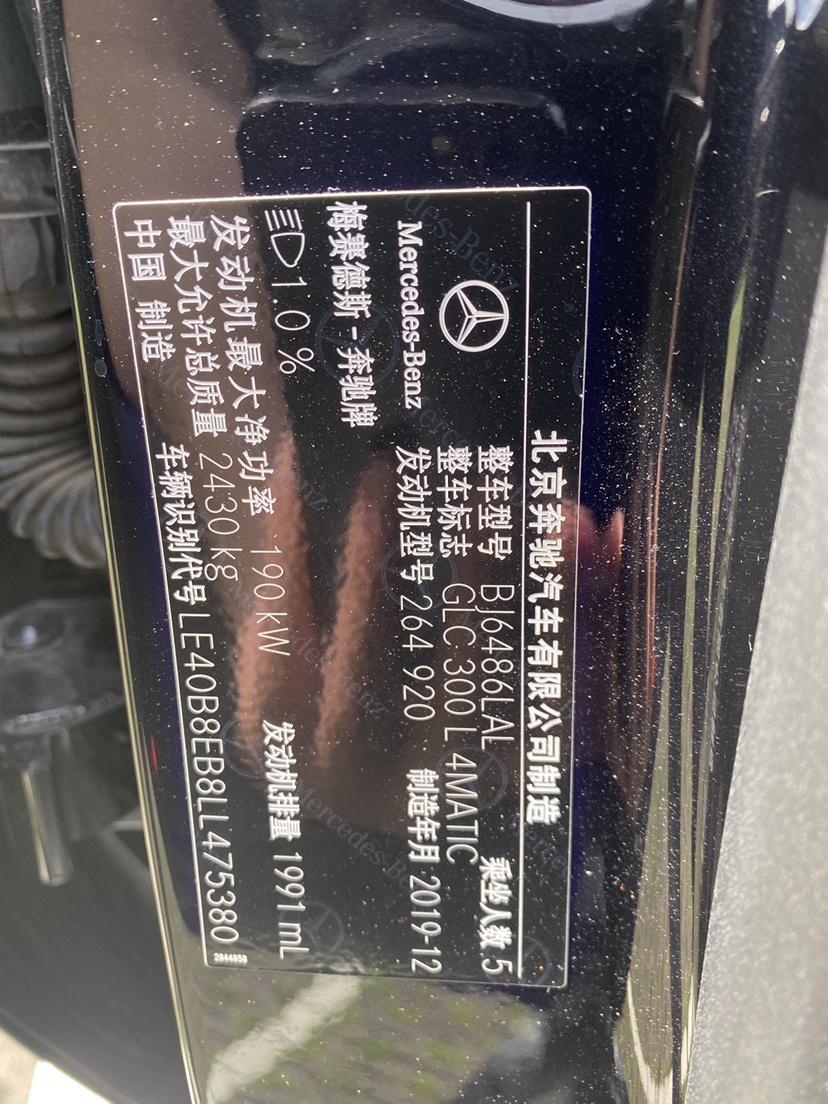 北京奔驰汽车有限公司制造
Mercedes-Benz
整车型号 BJ6486LAL 乘坐人数 5
整车标志 GLC 300 L 4MATIC
发动机型号 264 920 制造年月 2019-12
梅赛德斯-奔驰牌
1.0 %
发动机最大净功率 190 kW 发动机排量 1991 mL
最大允许总质量 2430 kg
中国 制造 车辆识别代号 LE40B8EB8LL475380